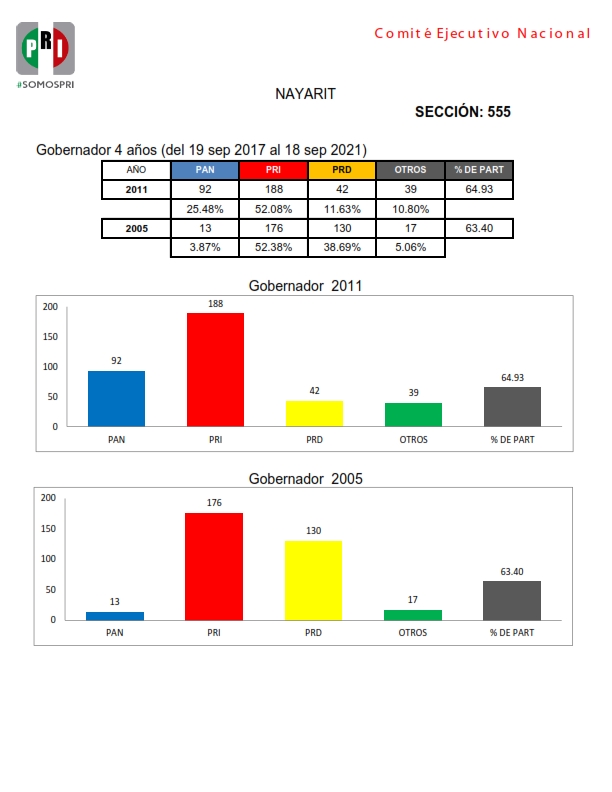 Comité Ejecutivo Nacional
PRI
#SOMOSPRI
NAYARIT
SECCIÓN: 555
Gobernador 4 años (del 19 sep 2017 al 18 sep 2021)
AÑO PAN PRI PRD OTROS % DE PART
2011 92 188 42 39 64.93
25.48% 52.08% 11.63% 10.80%
2005 13 176 130 17 63.40
3.87% 52.38% 38.69% 5.06%
Gobernador 2011
200
150
100
50
0
92
188
42
39
64.93
PAN PRI PRD OTROS % DE PART
Gobernador 2005
200
150
100
50
0
13
176
130
17
63.40
PAN PRI PRD OTROS % DE PART